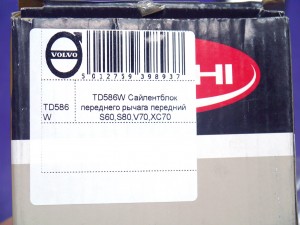 VOLVO
5 012759 398937
TD586W Сайлентблок
переднего рычага передний
S60,S80,V70,XC70
TD586
W
HI